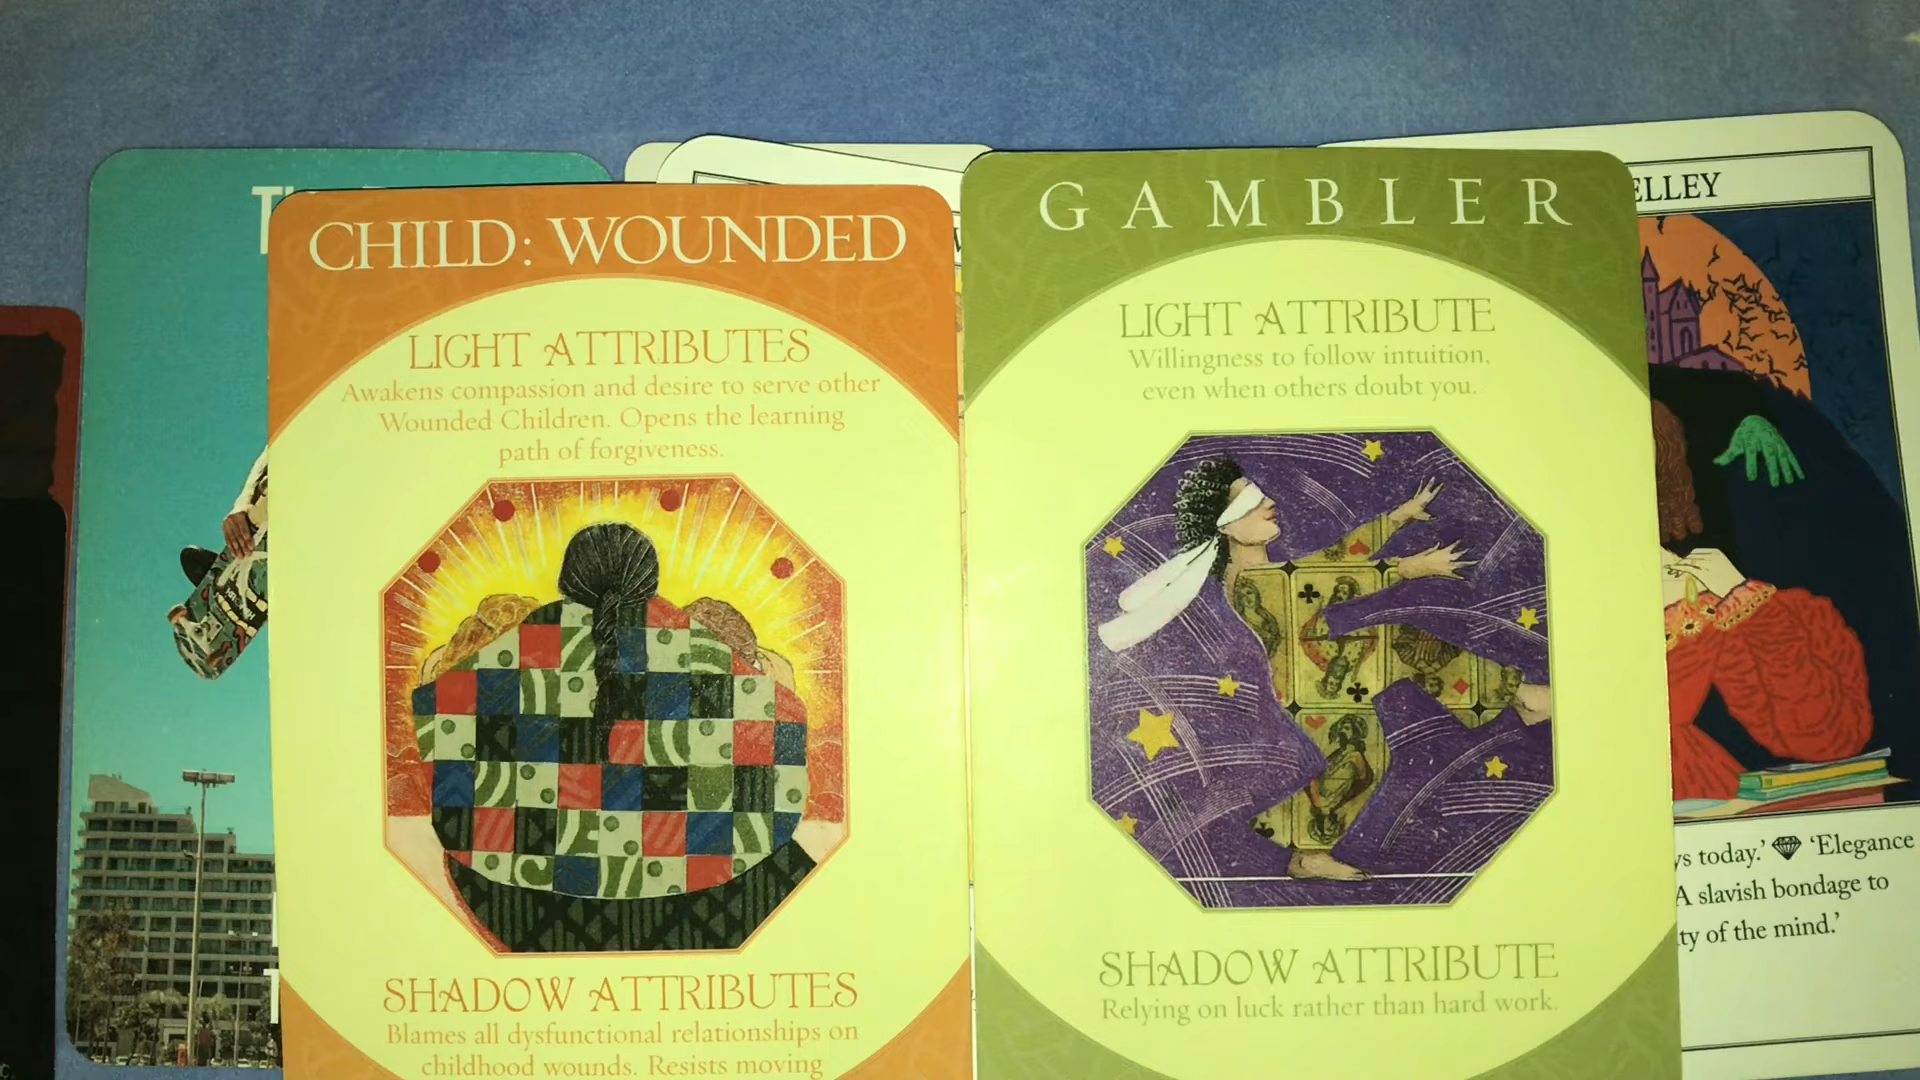 CHILD: WOUNDED
LIGHT ATTRIBUTES
Awakens compassion and desire to serve other
Wounded Children. Opens the learning
path of forgiveness.
SHADOW ATTRIBUTES
Blames all dysfunctional relationships on
childhood wounds. Resists moving
GAMBLER
LIGHT ATTRIBUTE
Willingness to follow intuition,
even when others doubt you.
SHADOW ATTRIBUTE
Relying on luck rather than hard work.
ELLEY
today.' 'Elegance
A slavish bondage to
of the mind.'